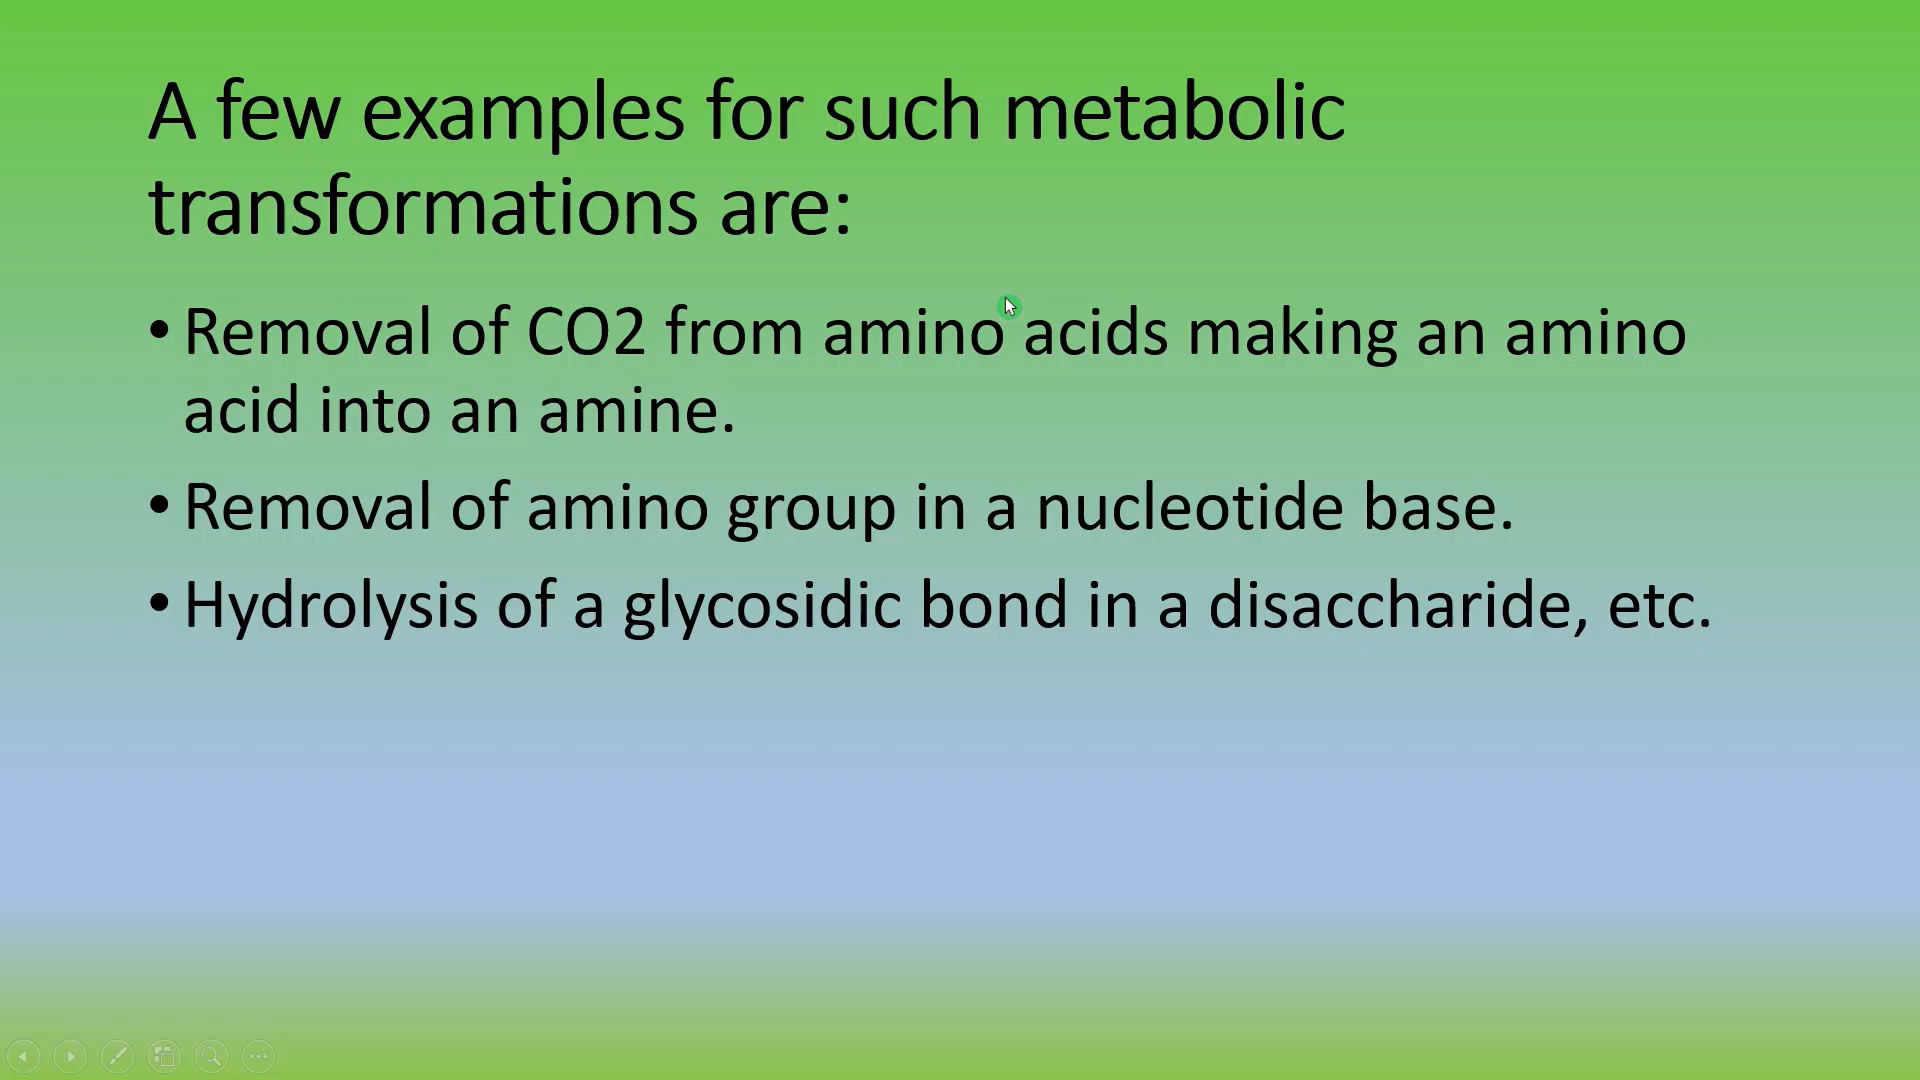 A few examples for such metabolic
transformations are:
• Removal of CO2 from amino acids making an amino
acid into an amine.
• Removal of amino group in a nucleotide base.
• Hydrolysis of a glycosidic bond in a disaccharide, etc.